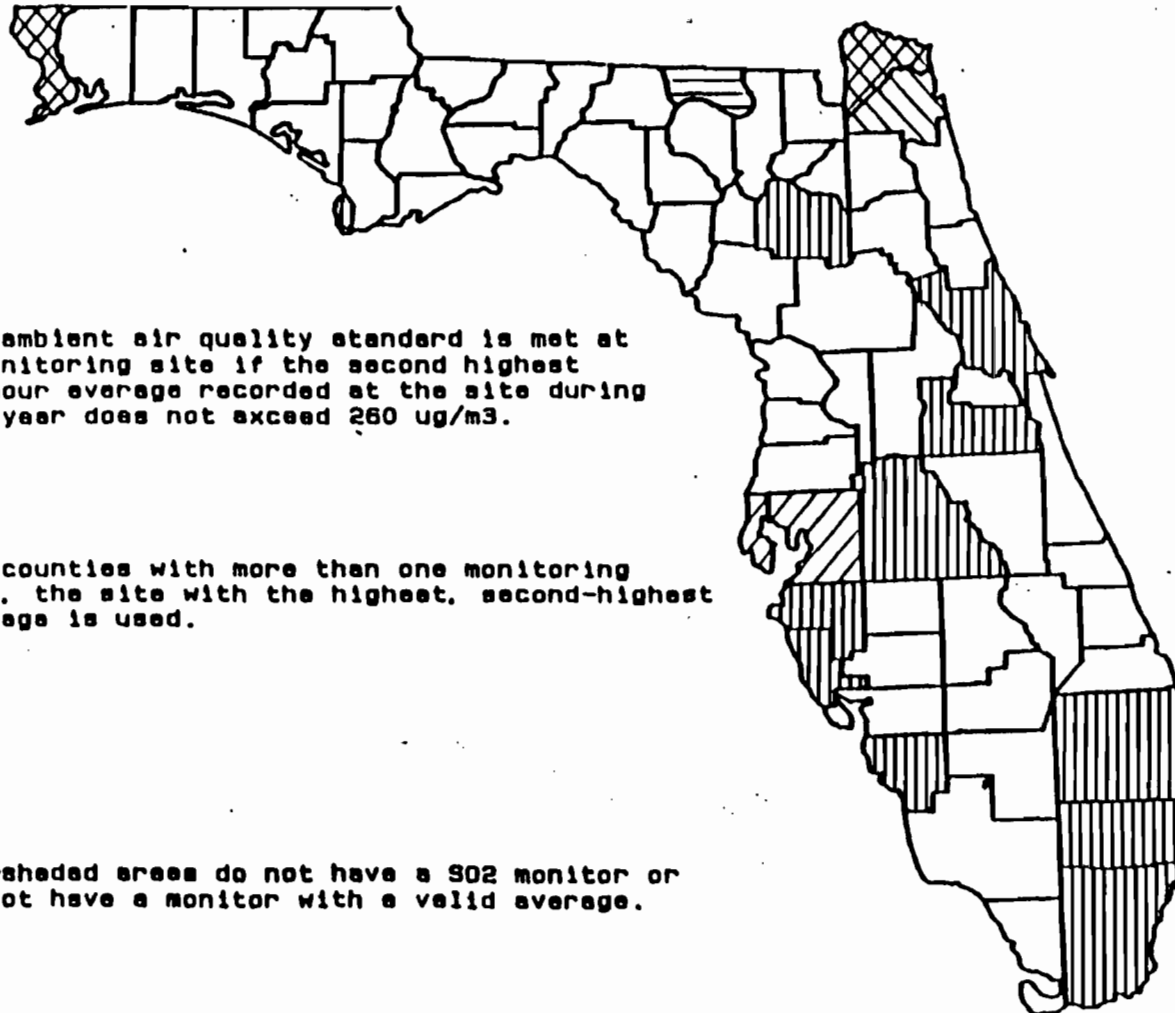 ambient air quality standard is met at
nitoring site if the second highest
our average recorded at the site during
year does not exceed 260 ug/m3.
counties with more than one monitoring
. the site with the highest, second-highest
age is used.
shaded areas do not have a SO2 monitor or
ot have a monitor with a valid average.